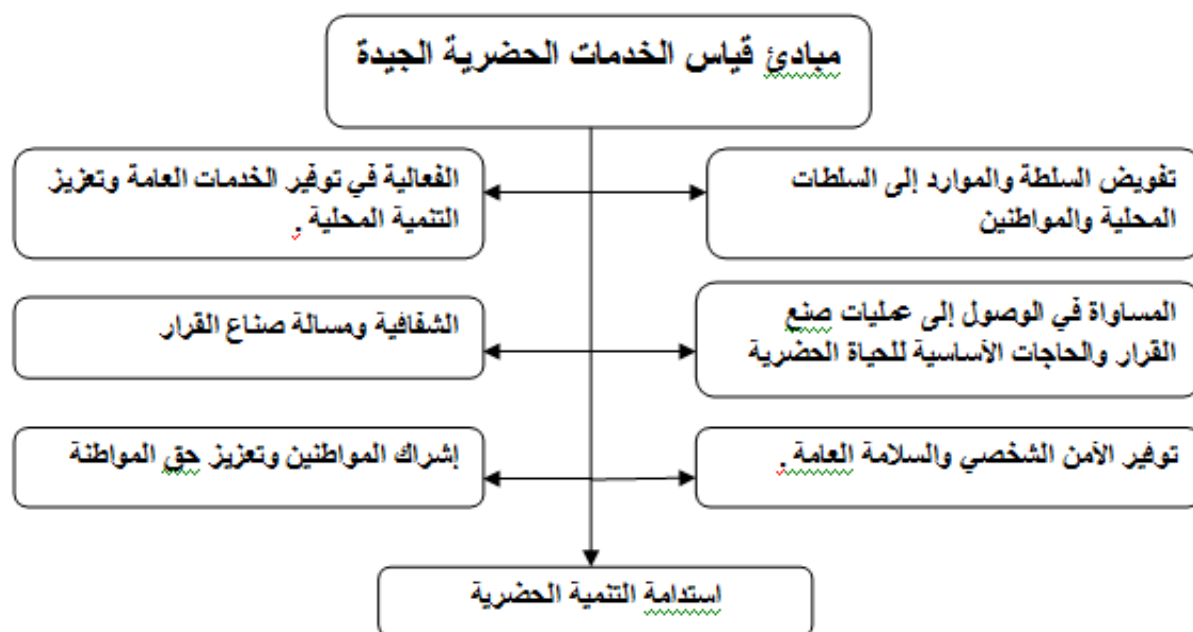 مبادئ قياس الخدمات الحضرية الجيدة
تفويض السلطة والموارد إلى السلطات
المحلية والمواطنين
الفعالية في توفير الخدمات العامة وتعزيز
التنمية المحلية .
المساواة في الوصول إلى عمليات صنع
القرار والحاجات الأساسية للحياة الحضرية
الشفافية ومسالة صناع القرار
توفير الأمن الشخصي والسلامة العامة .
إشراك المواطنين وتعزيز حق المواطنة
استدامة التنمية الحضرية